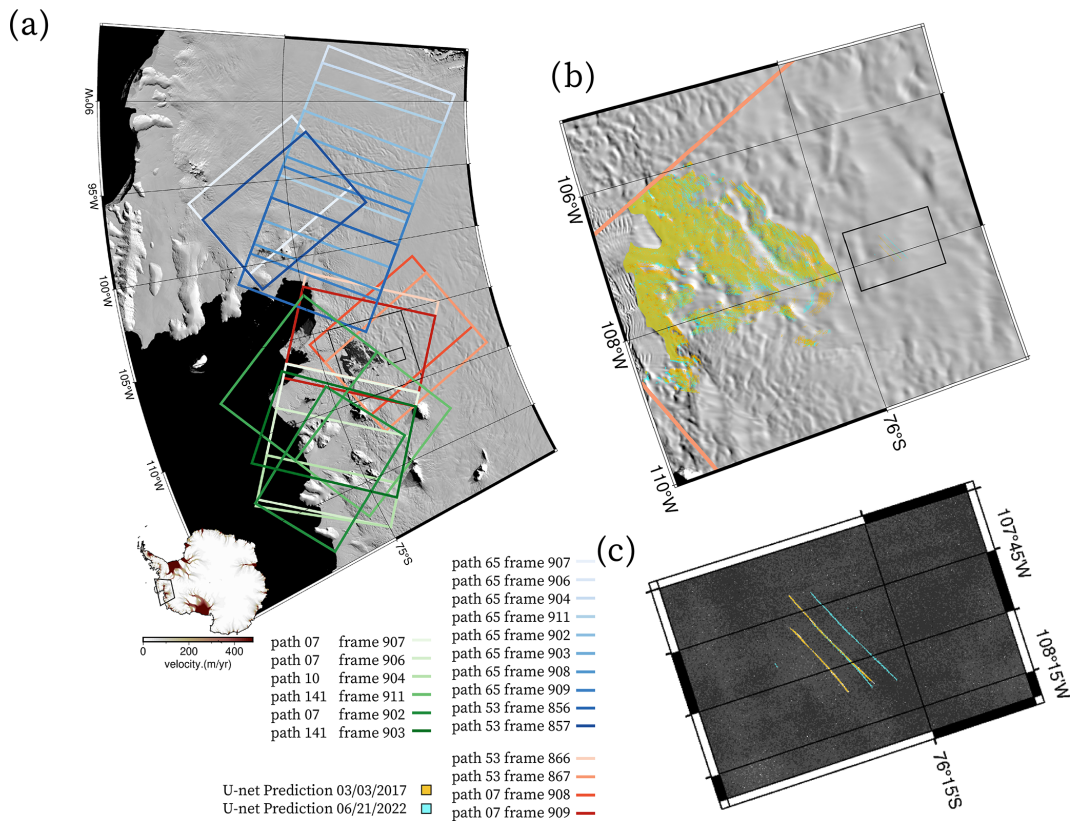 (a)
90°W
95°W
100°W
105°W
110°W
75°S
0 200 400
velocity.(m/yr)
(b)
106°W
108°W
110°W
76°S
(c)
107°45'W
108°15'W
76°15'S
path 07 frame 907
path 07 frame 906
path 10 frame 904
path 141 frame 911
path 07 frame 902
path 141 frame 903
path 65 frame 907
path 65 frame 906
path 65 frame 904
path 65 frame 911
path 65 frame 902
path 65 frame 903
path 65 frame 908
path 65 frame 909
path 53 frame 856
path 53 frame 857
path 53 frame 866
path 53 frame 867
path 07 frame 908
path 07 frame 909
U-net Prediction 03/03/2017
U-net Prediction 06/21/2022